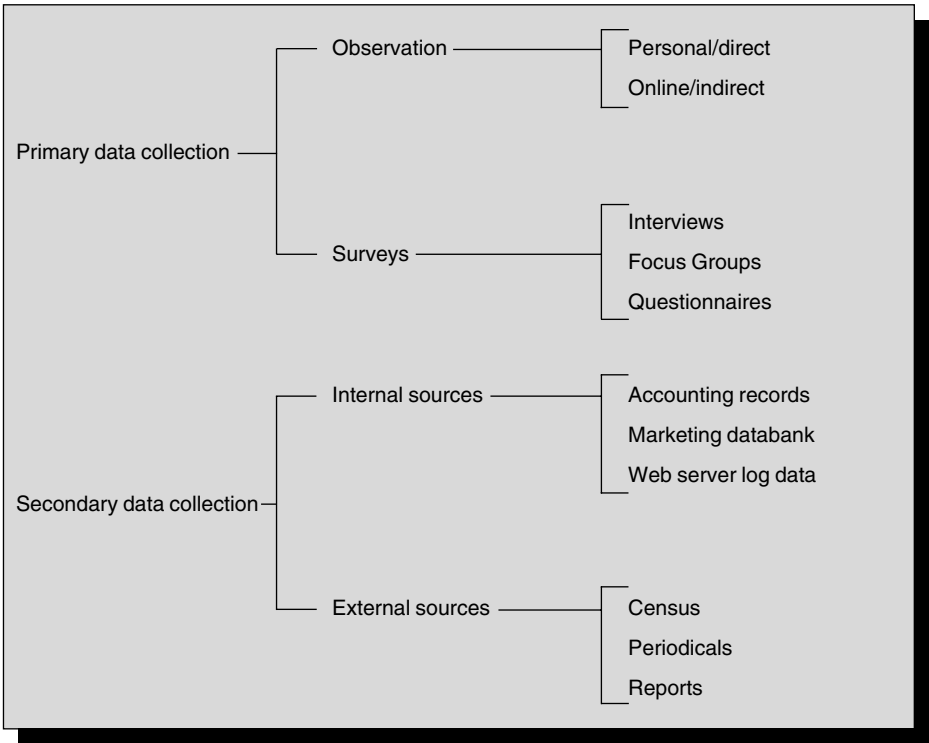 Observation
Personal/direct
Online/indirect
Primary data collection
Surveys
Interviews
Focus Groups
Questionnaires
Internal sources
Accounting records
Marketing databank
Web server log data
Secondary data collection
External sources
Census
Periodicals
Reports